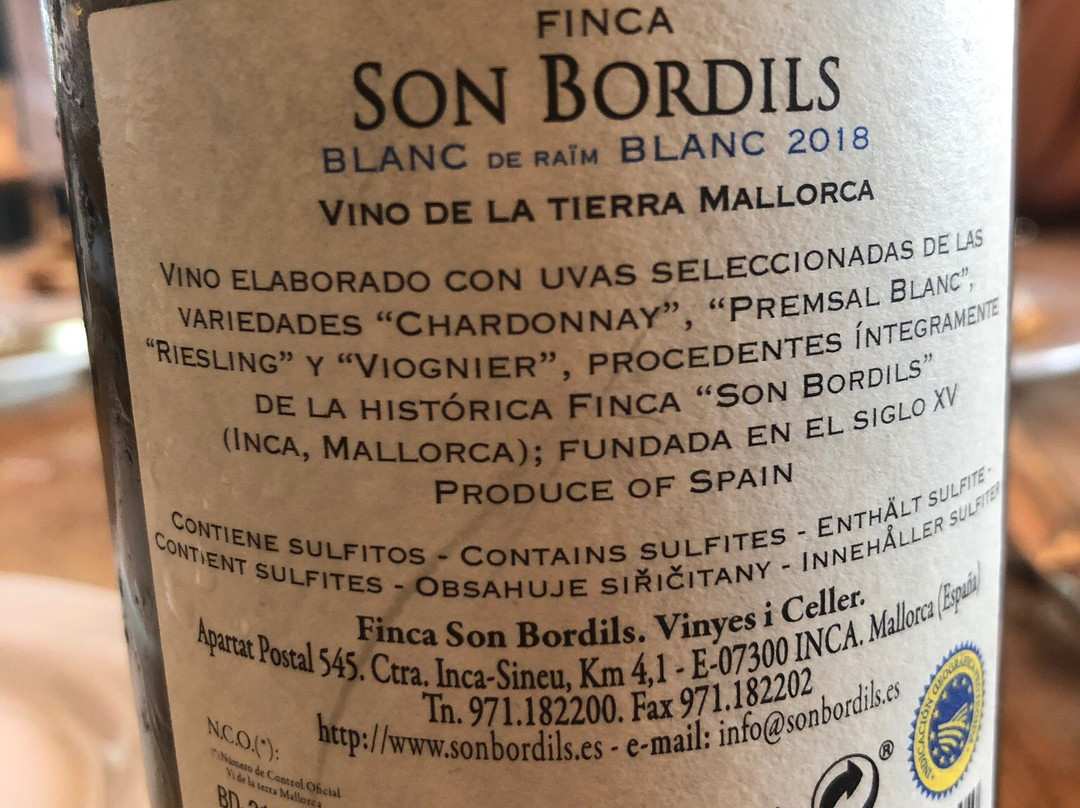 FINCA
SON BORDILS
BLANC DE RAÏM BLANC 2018
VINO DE LA TIERRA MALLORCA
VINO ELABORADO CON UVAS SELECCIONADAS DE LAS
VARIEDADES “CHARDONNAY”, “PREMSAL BLANC”,
“RIESLING” Y “VIOGNIER”, PROCEDENTES ÍNTEGRAMENTE
DE LA HISTÓRICA FINCA “SON BORDILS”
(INCA, MALLORCA); FUNDADA EN EL SIGLO XV
PRODUCE OF SPAIN
CONTIENE SULFITOS - CONTAINS SULFITES - ENTHÄLT SULFITE -
CONTIENT SULFITES - OBSAHUJE SIŘIČITANY - INNEHÅLLER SULFITER
Finca Son Bordils. Vinyes i Celler.
Apartat Postal 545. Ctra. Inca-Sineu, Km 4,1 - E-07300 INCA. Mallorca (España)
Tn. 971.182200. Fax 971.182202
http://www.sonbordils.es - e-mail: info@sonbordils.es
N.C.O.(*):
(*)Número de Control Oficial
Vi de la terra Mallorca
®
INDICACIÓN GEOGRÁFICA